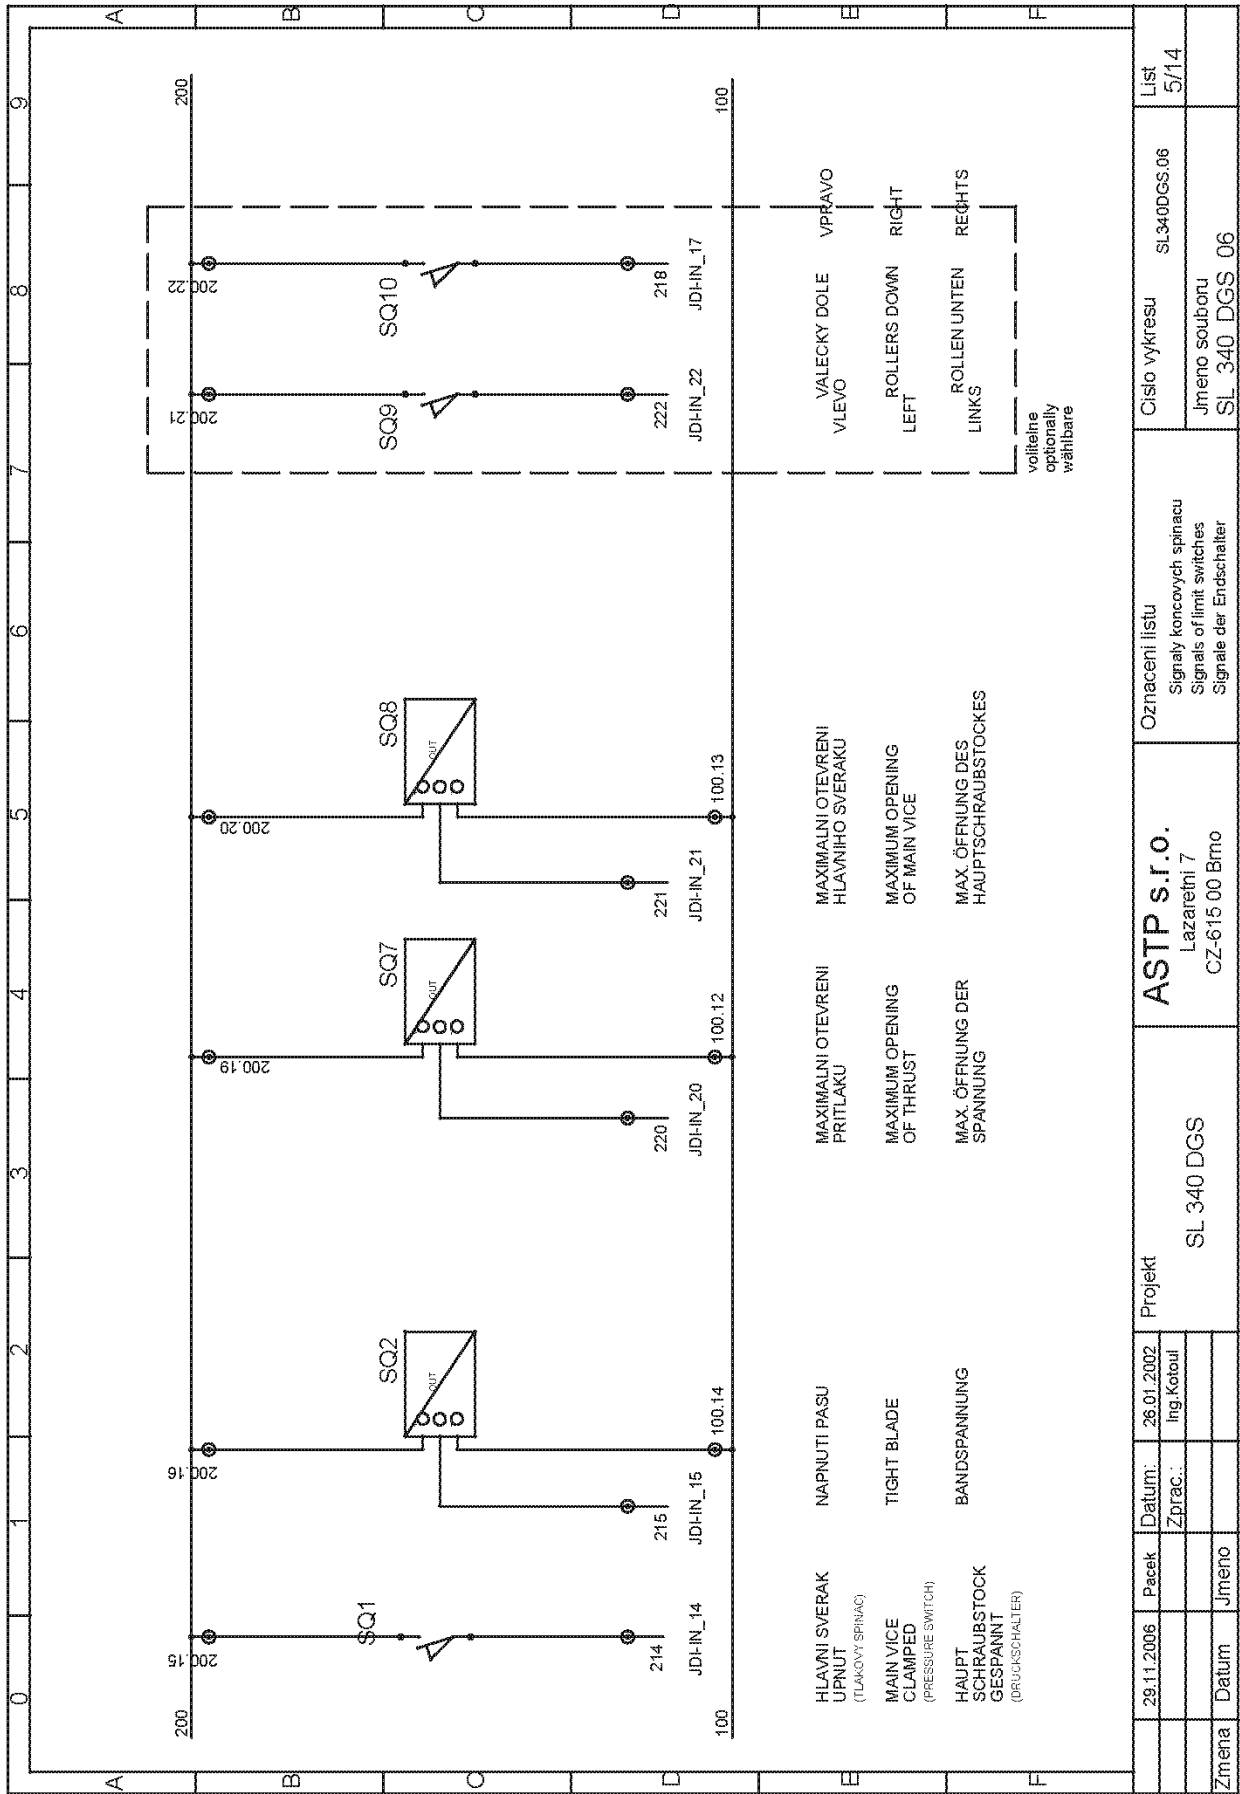 0 1 2 3 4 5 6 7 8 9
A A
B B
C C
D D
E E
F F
200 200
200.15
200.16
200.19
200.20
200.21
200.22
SQ1
SQ2
SQ7
SQ8
SQ9
SQ10
OUT
OUT
OUT
214
JDI-IN_14
215
JDI-IN_15
100.14
220
JDI-IN_20
100.12
221
JDI-IN_21
100.13
222
JDI-IN_22
218
JDI-IN_17
100 100
HLAVNI SVERAK
UPNUT
(TLAKOVY SPINAC)
MAIN VICE
CLAMPED
(PRESSURE SWITCH)
HAUPT
SCHRAUBSTOCK
GESPANNT
(DRUCKSCHALTER)
NAPNUTI PASU
TIGHT BLADE
BANDSPANNUNG
MAXIMALNI OTEVRENI
PRITLAKU
MAXIMUM OPENING
OF THRUST
MAX. ÖFFNUNG DER
SPANNUNG
MAXIMALNI OTEVRENI
HLAVNIHO SVERAKU
MAXIMUM OPENING
OF MAIN VICE
MAX. ÖFFNUNG DES
HAUPTSCHRAUBSTOCKES
VALECKY DOLE
VLEVO VPRAVO
ROLLERS DOWN
LEFT RIGHT
ROLLEN UNTEN
LINKS RECHTS
volitelne
optionally
wählbare
29.11.2006 Pacek
Zmena Datum Jmeno
Datum: 26.01.2002
Zprac.: Ing.Kotoul
Projekt
SL 340 DGS
ASTP s.r.o.
Lazaretni 7
CZ-615 00 Brno
Oznaceni listu
Signaly koncovych spinacu
Signals of limit switches
Signale der Endschalter
Cislo vykresu
SL340DGS.06
Jmeno souboru
SL 340 DGS 06
List
5/14